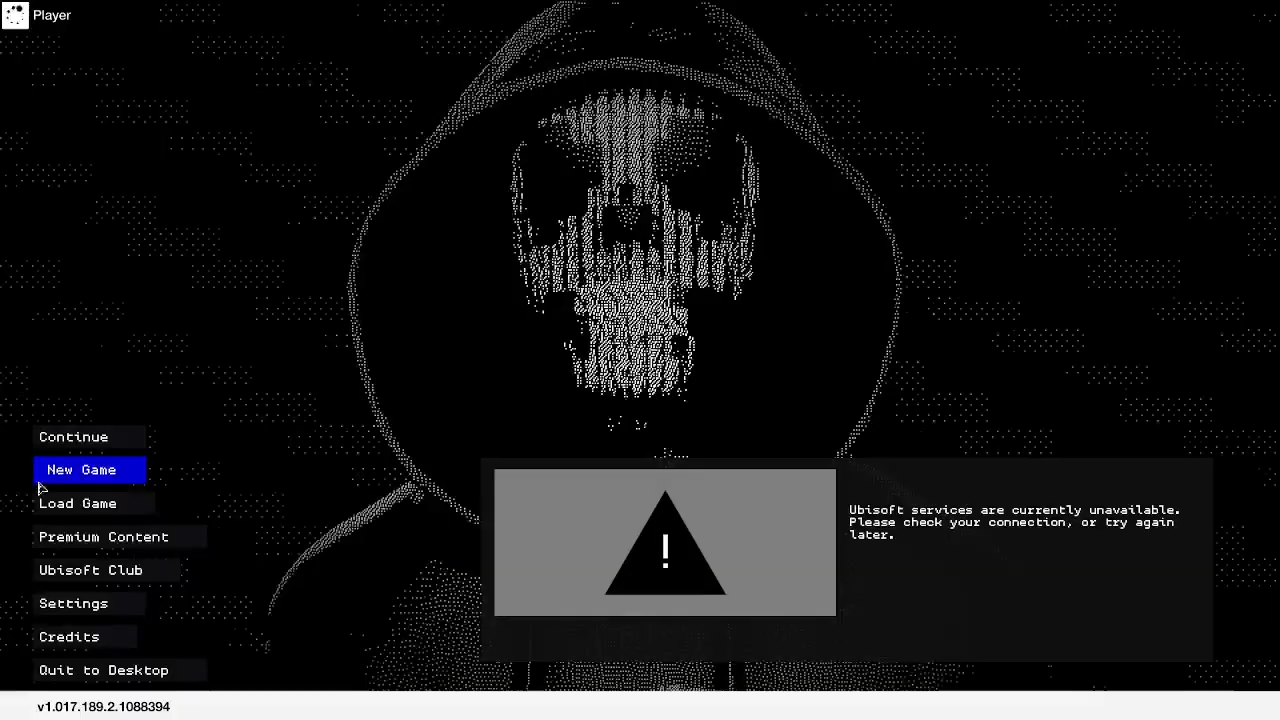 Player
Continue
New Game
Load Game
Premium Content
Ubisoft Club
Settings
Credits
Quit to Desktop
!
Ubisoft services are currently unavailable.
Please check your connection, or try again
later.
v1.017.189.2.1088394